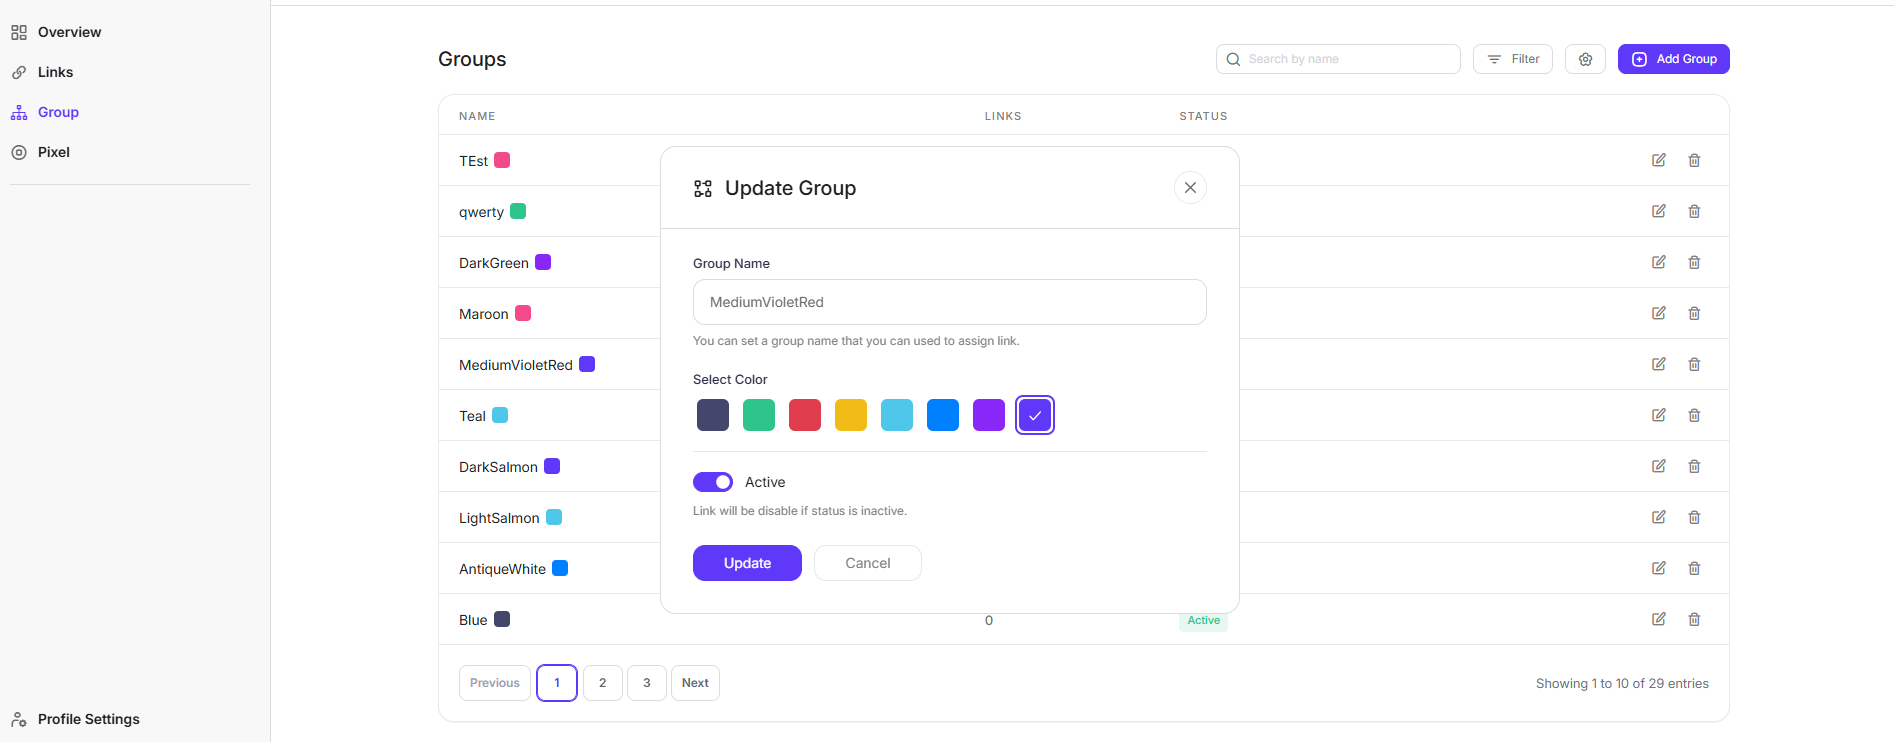 Overview
Links
Group
Pixel
Profile Settings
Groups
Search by name
Filter
Add Group
NAME LINKS STATUS
TEst
qwerty
DarkGreen
Maroon
MediumVioletRed
Teal
DarkSalmon
LightSalmon
AntiqueWhite
Blue 0 Active
Previous 1 2 3 Next
Showing 1 to 10 of 29 entries
Update Group
Group Name
MediumVioletRed
You can set a group name that you can used to assign link.
Select Color
Active
Link will be disable if status is inactive.
Update Cancel